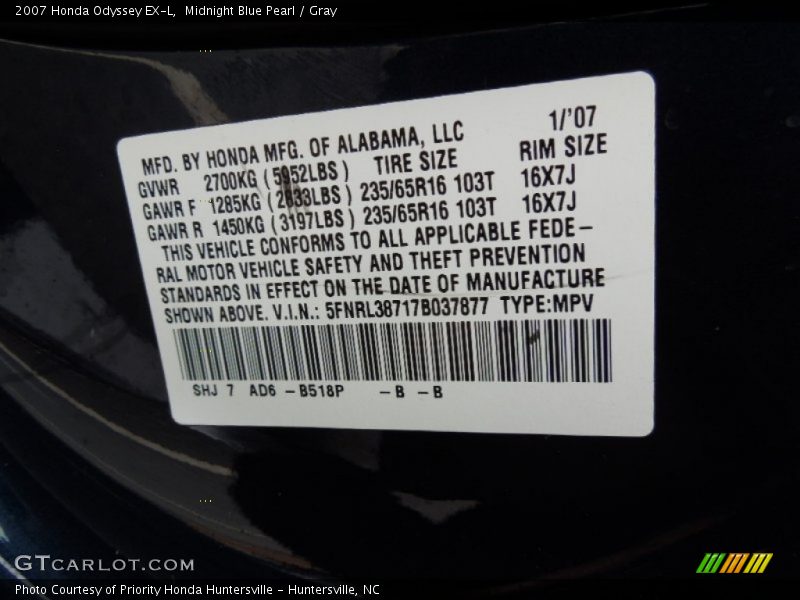 2007 Honda Odyssey EX-L,  Midnight Blue Pearl / Gray
MFD. BY HONDA MFG. OF ALABAMA, LLC 1/'07
GVWR 2700KG ( 5952LBS ) TIRE SIZE RIM SIZE
GAWR F 1285KG ( 2833LBS ) 235/65R16 103T 16X7J
GAWR R 1450KG ( 3197LBS ) 235/65R16 103T 16X7J
THIS VEHICLE CONFORMS TO ALL APPLICABLE FEDE-
RAL MOTOR VEHICLE SAFETY AND THEFT PREVENTION
STANDARDS IN EFFECT ON THE DATE OF MANUFACTURE
SHOWN ABOVE. V.I.N.: 5FNRL38717B037877 TYPE:MPV
SHJ 7 AD6 -B518P -B -B
GTCARLOT.COM
Photo Courtesy of Priority Honda Huntersville - Huntersville, NC